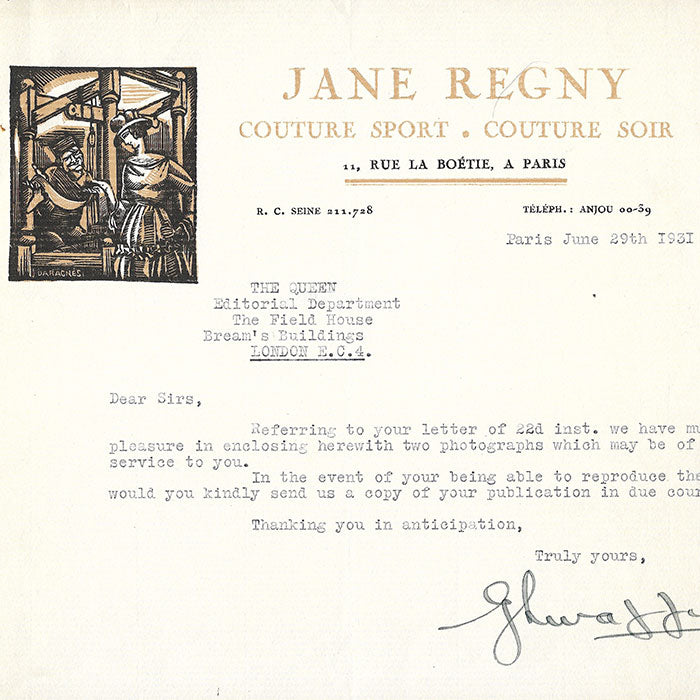 JANE REGNY
COUTURE SPORT . COUTURE SOIR
11, RUE LA BOÉTIE, A PARIS
R. C. SEINE 211.728
TÉLÉPH.: ANJOU 00-39
DARAGNES
Paris June 29th 1931
THE QUEEN
Editorial Department
The Field House
Bream's Buildings
LONDON E.C.4.
Dear Sirs,
Referring to your letter of 22d inst. we have mu
pleasure in enclosing herewith two photographs which may be of
service to you.
In the event of your being able to reproduce the
would you kindly send us a copy of your publication in due cour
Thanking you in anticipation,
Truly yours,